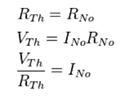 R_{Th} = R_{No}
V_{Th} = I_{No}R_{No}
\frac{V_{Th}}{R_{Th}} = I_{No}